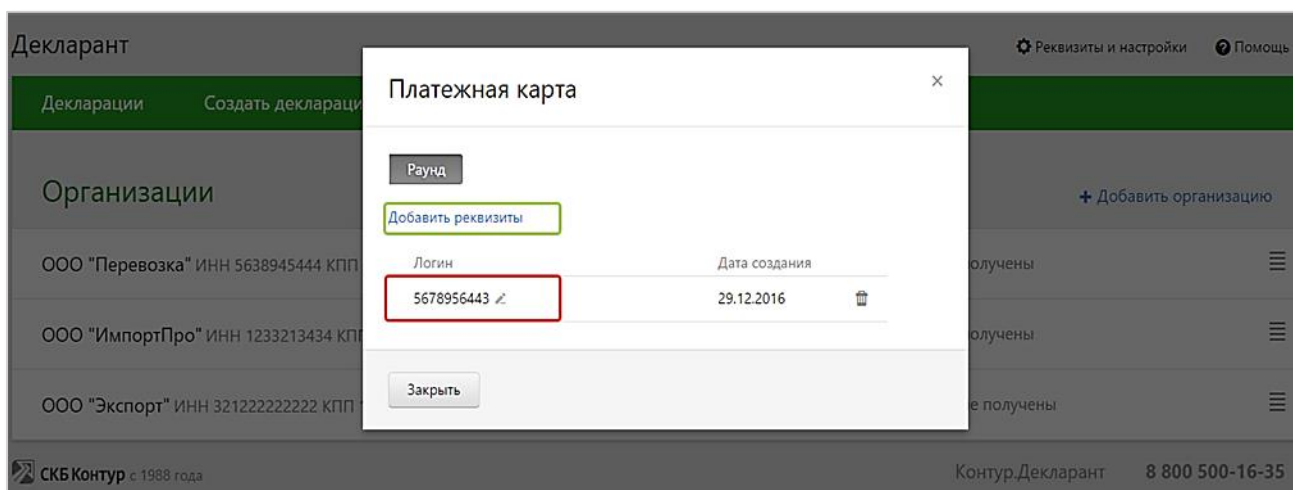 Декларант
Реквизиты и настройки
Помощь
Декларации
Создать деклараци
Платежная карта
×
Раунд
Добавить реквизиты
Организации
+ Добавить организацию
Логин
Дата создания
ООО "Перевозка" ИНН 5638945444 КПП
олучены
5678956443
29.12.2016
ООО "ИмпортПро" ИНН 1233213434 КПП
олучены
Закрыть
ООО "Экспорт" ИНН 321222222222 КПП
е получены
СКБ Контур с 1988 года
Контур.Декларант
8 800 500-16-35